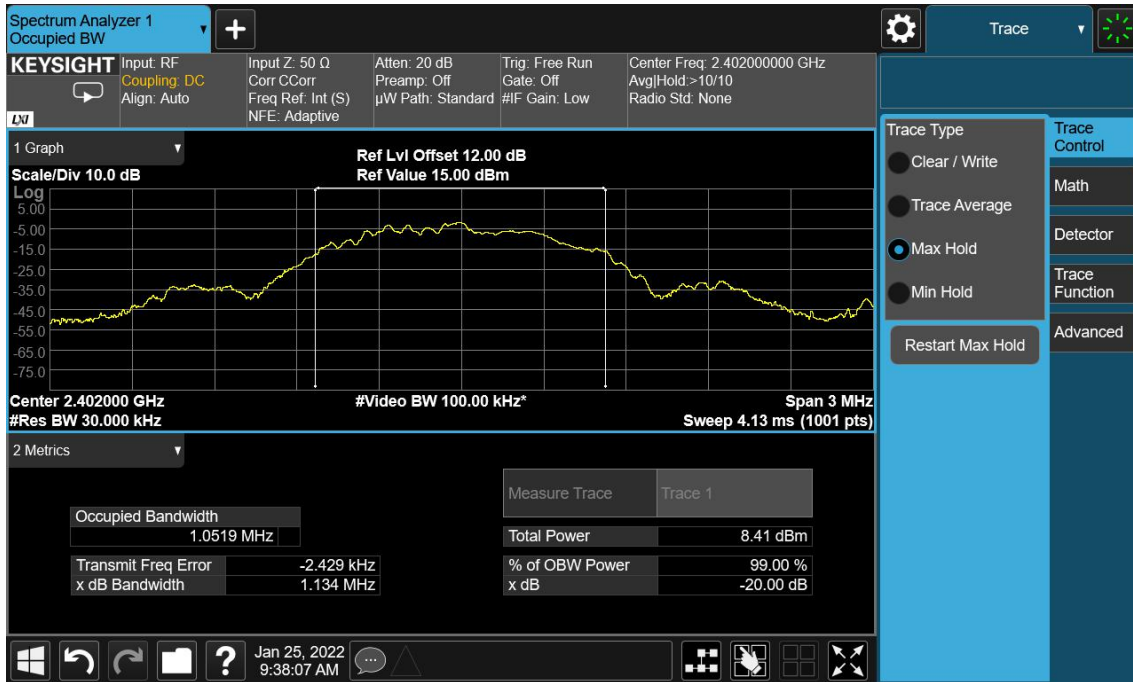 Spectrum Analyzer 1
Occupied BW
Trace
KEYSIGHT
LXI
Input: RF
Coupling: DC
Align: Auto
Input Z: 50 Ω
Corr CCorr
Freq Ref: Int (S)
NFE: Adaptive
Atten: 20 dB
Preamp: Off
µW Path: Standard
Trig: Free Run
Gate: Off
#IF Gain: Low
Center Freq: 2.402000000 GHz
Avg|Hold:>10/10
Radio Std: None
1 Graph
Scale/Div 10.0 dB
Ref Lvl Offset 12.00 dB
Ref Value 15.00 dBm
Log
5.00
-5.00
-15.0
-25.0
-35.0
-45.0
-55.0
-65.0
-75.0
Center 2.402000 GHz
#Video BW 100.00 kHz*
Span 3 MHz
#Res BW 30.000 kHz
Sweep 4.13 ms (1001 pts)
2 Metrics
Measure Trace Trace 1
Occupied Bandwidth
1.0519 MHz
Total Power 8.41 dBm
Transmit Freq Error -2.429 kHz
% of OBW Power 99.00 %
x dB Bandwidth 1.134 MHz
x dB -20.00 dB
Trace Type
Clear / Write
Trace Average
Max Hold
Min Hold
Restart Max Hold
Trace
Control
Math
Detector
Trace
Function
Advanced
?
Jan 25, 2022
9:38:07 AM